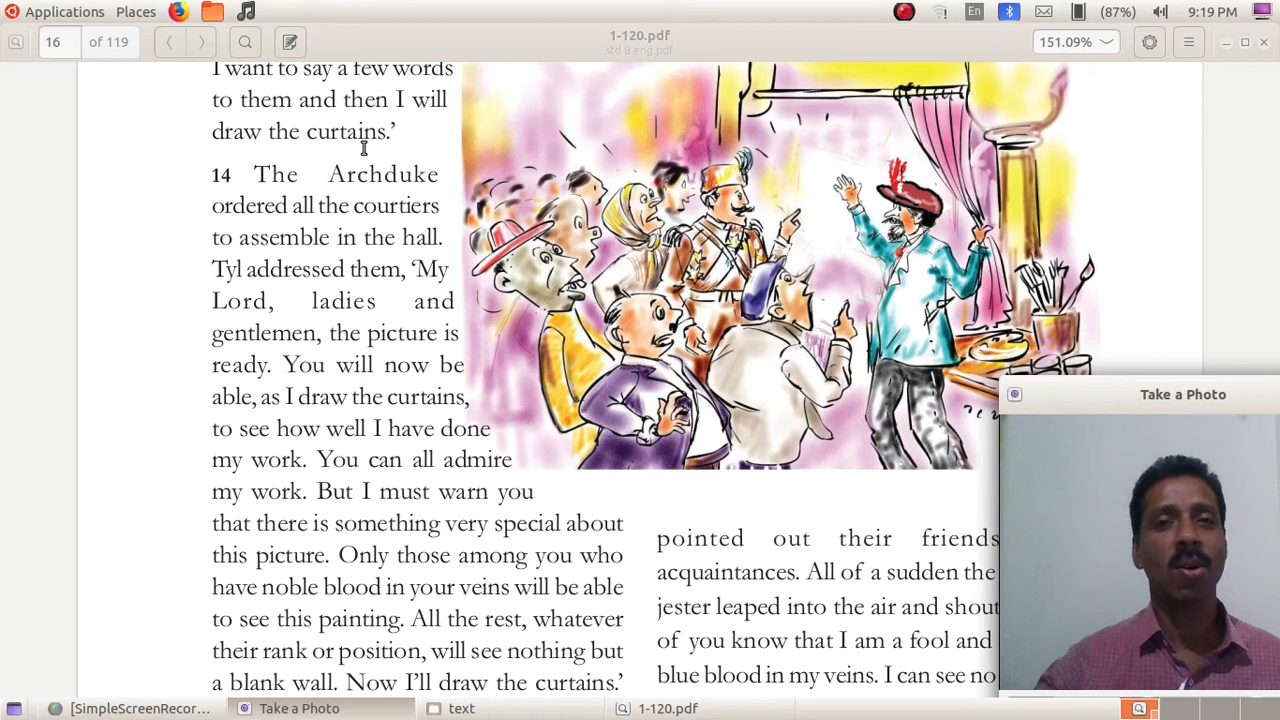 Applications Places En (87%) 9:19 PM
16 of 119 1-120.pdf 151.09%
std 8 eng.pdf
I want to say a few words
to them and then I will
draw the curtains.’
14 The Archduke
ordered all the courtiers
to assemble in the hall.
Tyl addressed them, ‘My
Lord, ladies and
gentlemen, the picture is
ready. You will now be
able, as I draw the curtains,
to see how well I have done
my work. You can all admire
my work. But I must warn you
that there is something very special about
this picture. Only those among you who
have noble blood in your veins will be able
to see this painting. All the rest, whatever
their rank or position, will see nothing but
a blank wall. Now I’ll draw the curtains.’
pointed out their friends
acquaintances. All of a sudden the
jester leaped into the air and shout
of you know that I am a fool and
blue blood in my veins. I can see no
Take a Photo
[SimpleScreenRecor... Take a Photo text 1-120.pdf